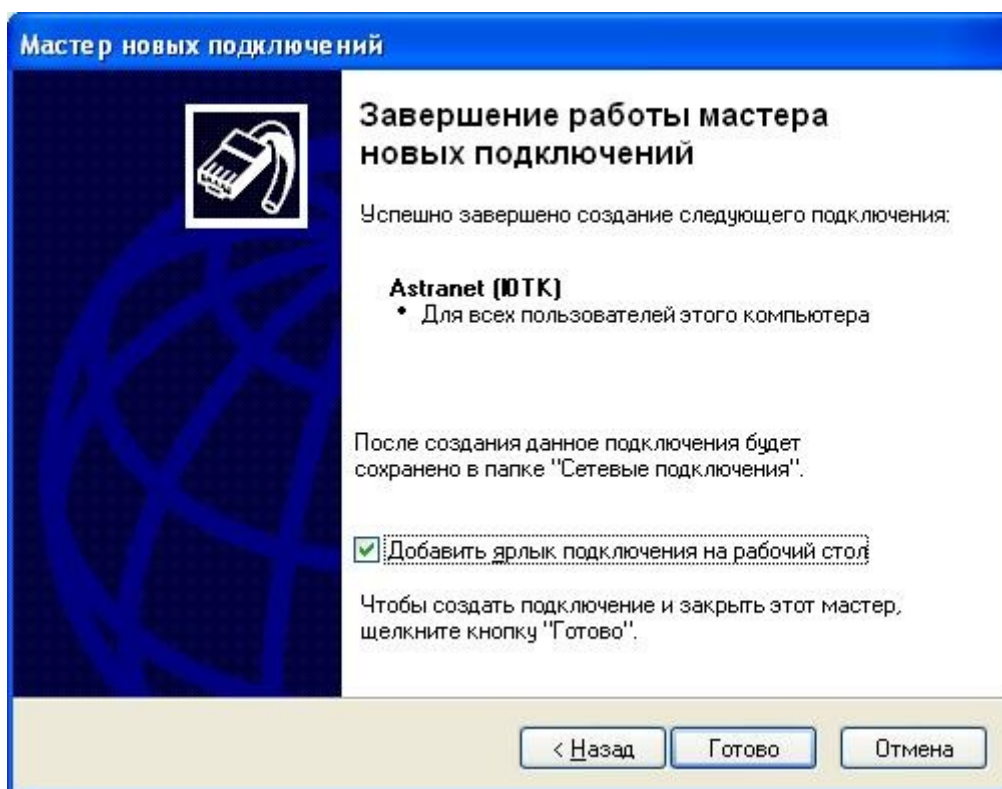 Мастер новых подключений
Завершение работы мастера
новых подключений
Успешно завершено создание следующего подключения:
Astranet (ЮТК)
• Для всех пользователей этого компьютера
После создания данное подключения будет
сохранено в папке "Сетевые подключения".
Добавить ярлык подключения на рабочий стол
Чтобы создать подключение и закрыть этот мастер,
щелкните кнопку "Готово".
< Назад
Готово
Отмена